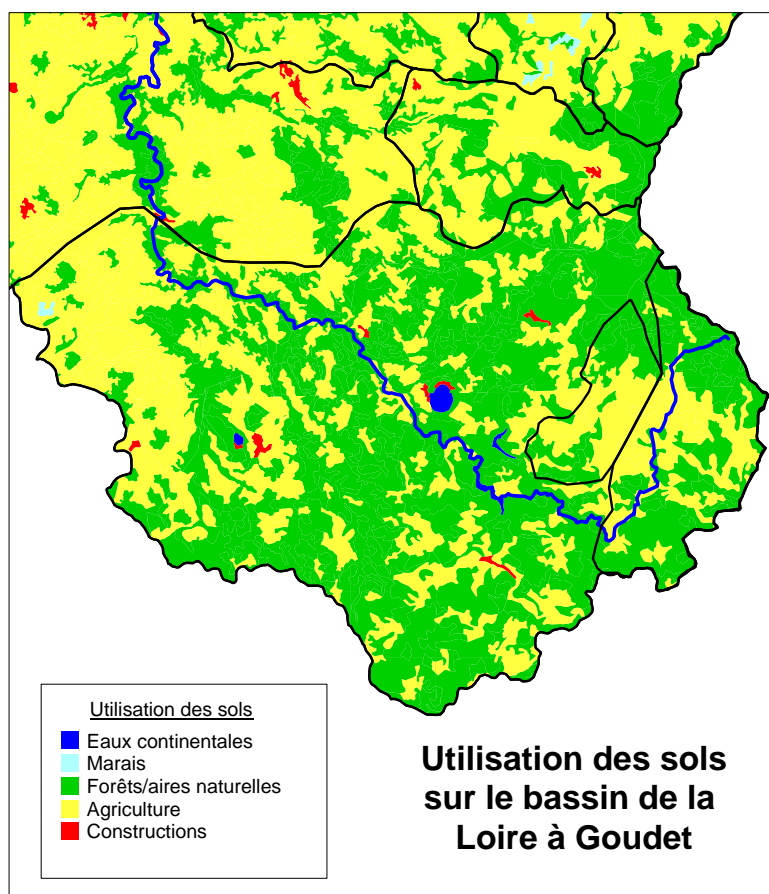 Utilisation des sols
Eaux continentales
Marais
Forêts/aires naturelles
Agriculture
Constructions
Utilisation des sols
sur le bassin de la
Loire à Goudet